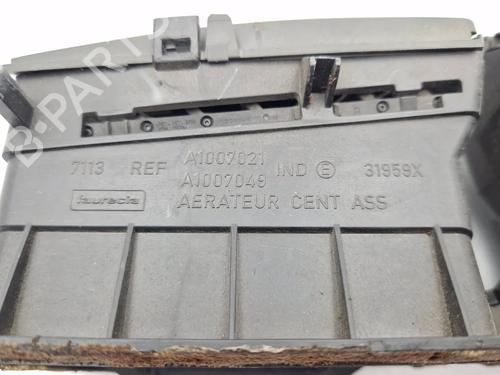 B-PARTS
7113 REF A1007021 IND E 31959X
A1007049
faurecia AERATEUR CENT ASS